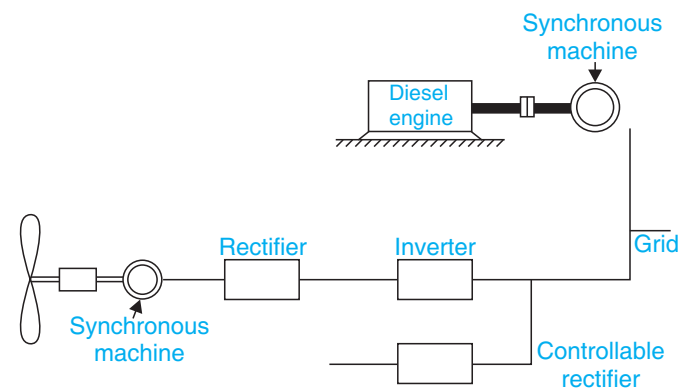 Synchronous
machine
Diesel
engine
Rectifier
Inverter
Grid
Synchronous
machine
Controllable
rectifier